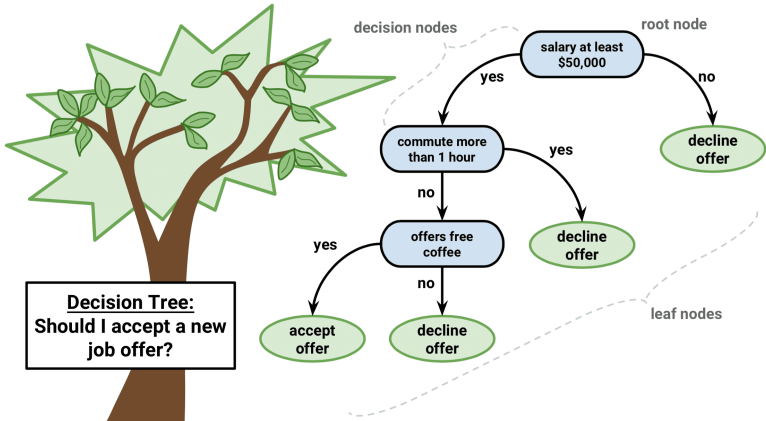 decision nodes
root node
salary at least
$50,000
yes
no
commute more
than 1 hour
yes
decline
offer
no
offers free
coffee
decline
offer
yes
no
Decision Tree:
Should I accept a new
job offer?
accept
offer
decline
offer
leaf nodes